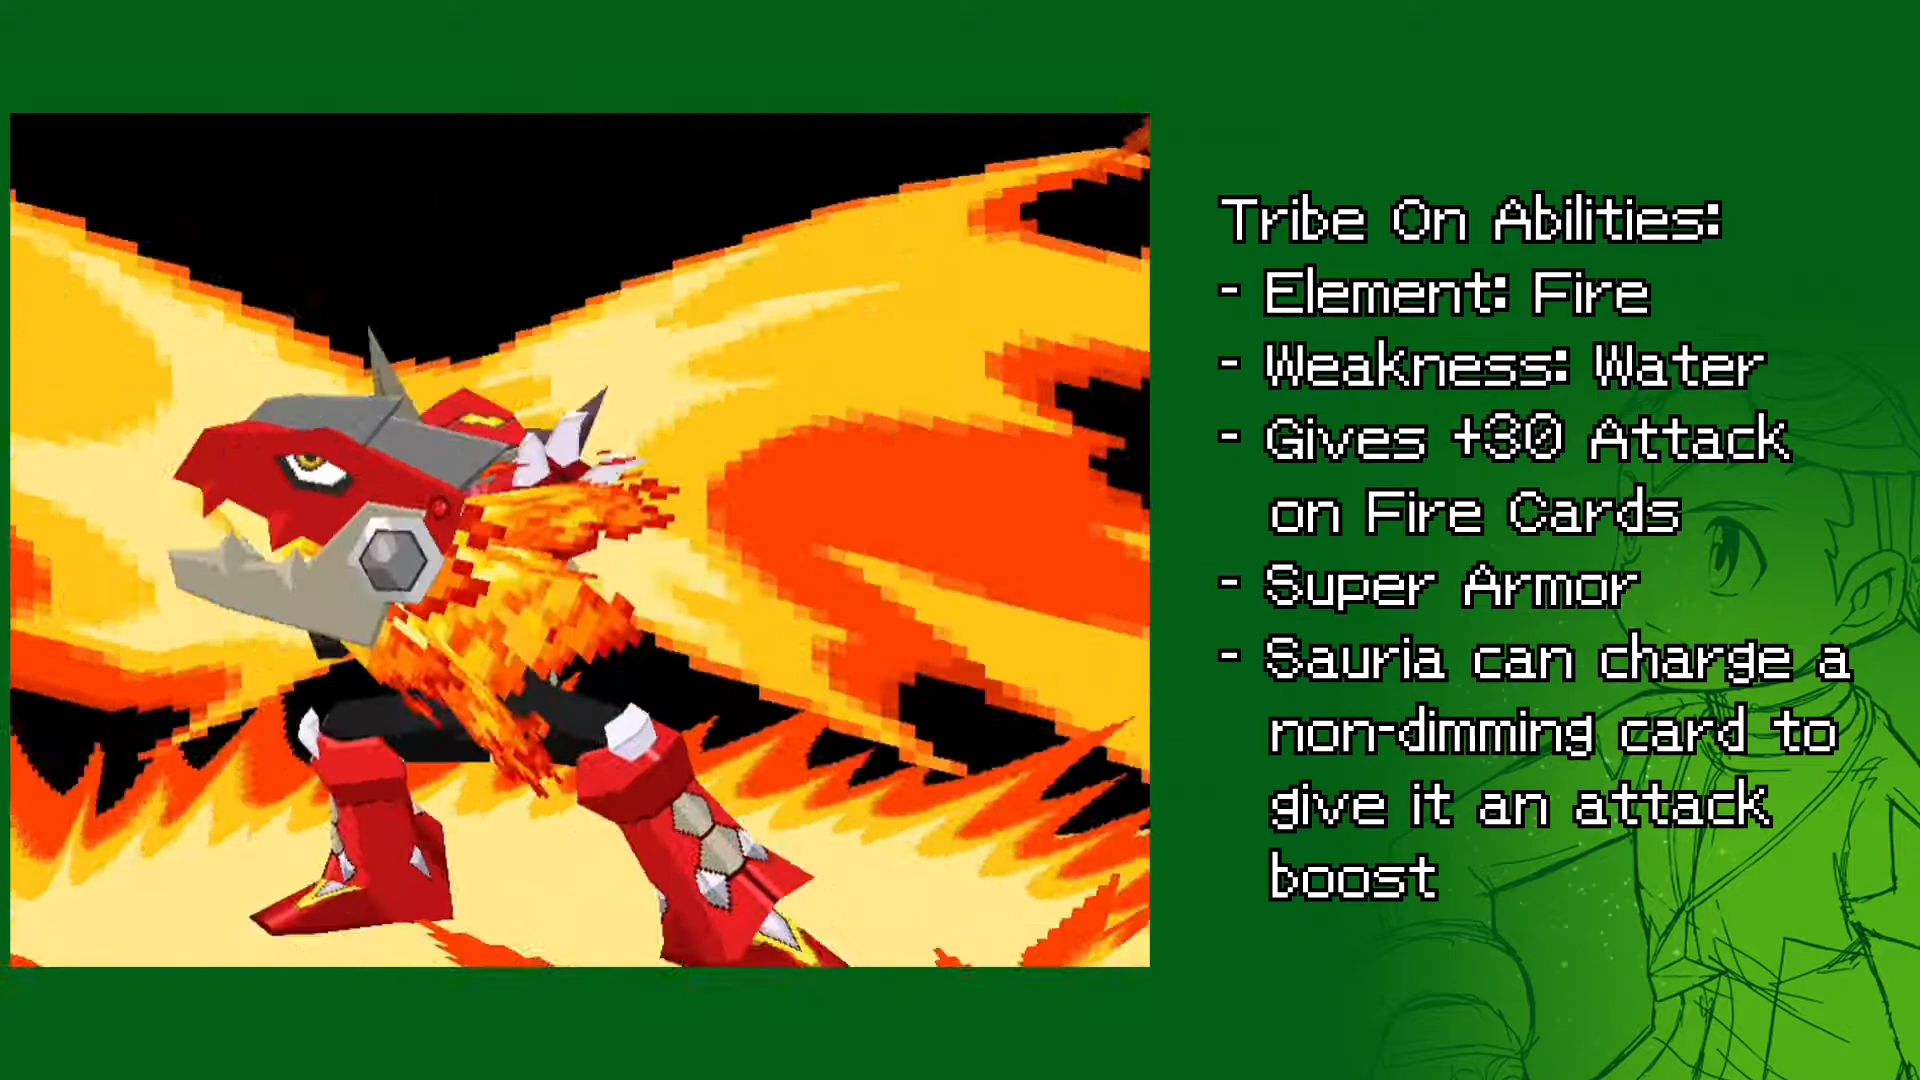 Tribe On Abilities:
- Element: Fire
- Weakness: Water
- Gives +30 Attack
on Fire Cards
- Super Armor
- Sauria can charge a
non-dimming card to
give it an attack
boost